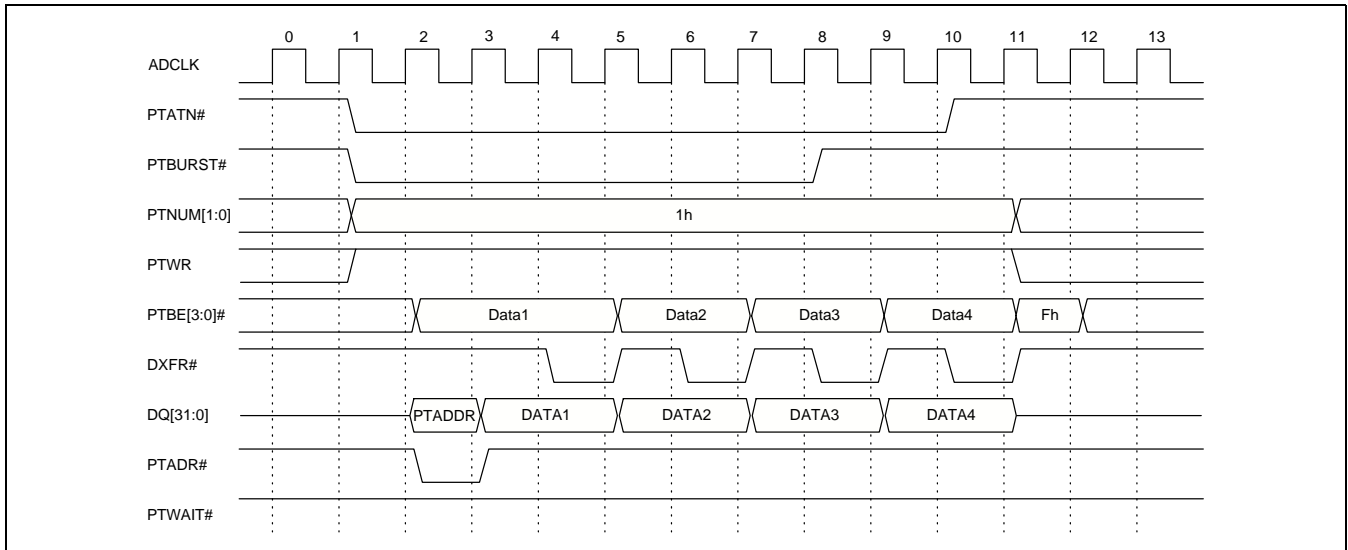 0 1 2 3 4 5 6 7 8 9 10 11 12 13
ADCLK
PTATN#
PTBURST#
PTNUM[1:0] 1h
PTWR
PTBE[3:0]# Data1 Data2 Data3 Data4 Fh
DXFR#
DQ[31:0] PTADDR DATA1 DATA2 DATA3 DATA4
PTADR#
PTWAIT#